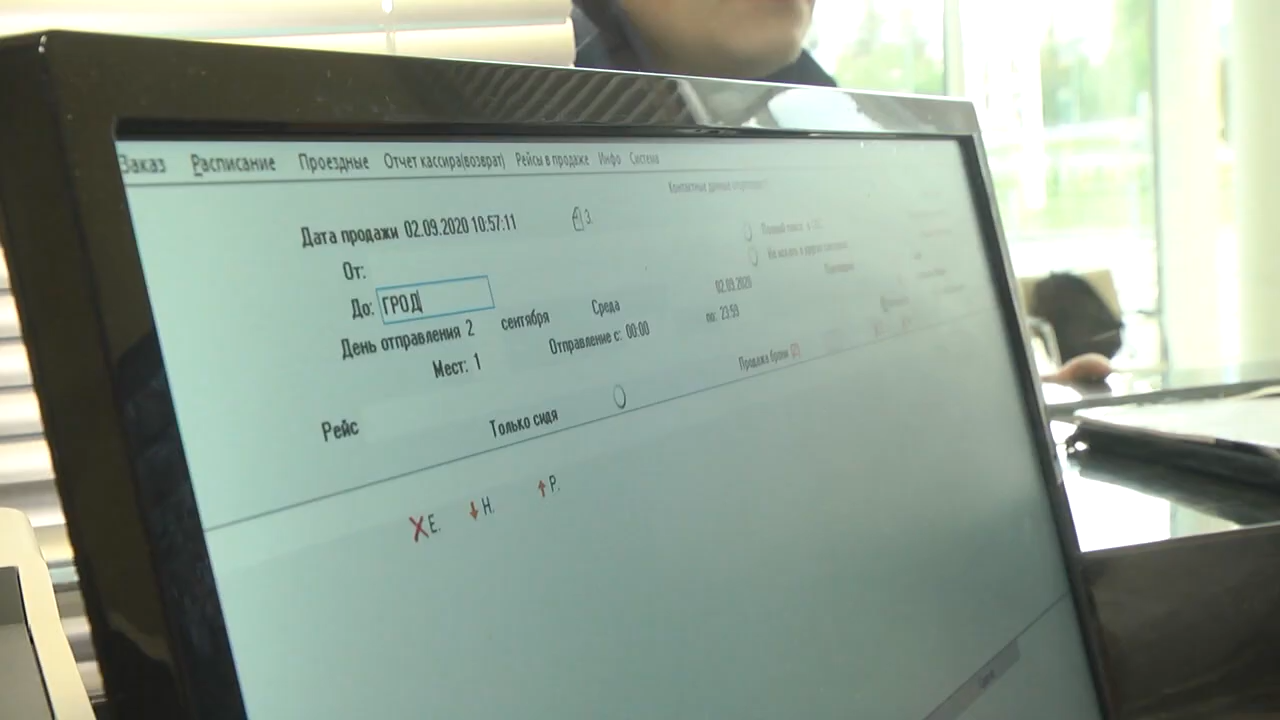 Заказ Расписание Проездные Отчет кассира(возврат) Рейсы в продаже Инфо Система
Дата продажи 02.09.2020 10:57:11 3
От:
До: ГРОД
День отправления 2 сентября Среда 02.09.2020
Мест: 1 Отправление с: 00:00 по: 23:59
Рейс Только сидя Продажа брони
Е. Н. Р.